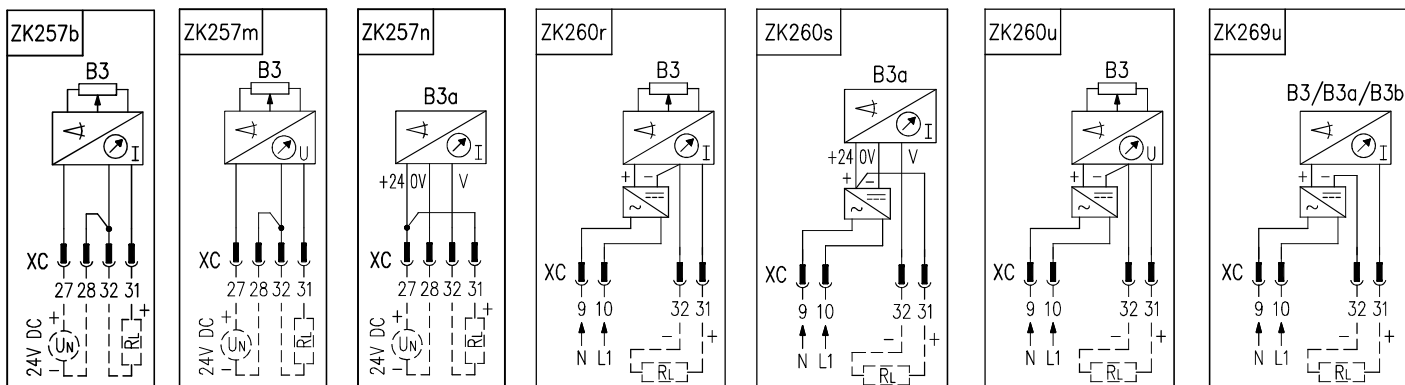 ZK257b
B3
I
XC
27 28 32 31
+ +
24V DC UN RL
-
ZK257m
B3
U
XC
27 28 32 31
+
24V DC UN RL
-
ZK257n
B3a
I
+24 0V V
XC
27 28 32 31
+ +
24V DC UN RL
-
ZK260r
B3
I
+ -
~
XC
9 10 32 31
- +
N L1
RL
ZK260s
B3a
I
+24 0V V
+ -
~
XC
9 10 32 31
- +
N L1
RL
ZK260u
B3
U
+ -
~
XC
9 10 32 31
- +
N L1
RL
ZK269u
B3/B3a/B3b
I
+ -
~
XC
9 10 32 31
- +
N L1
RL